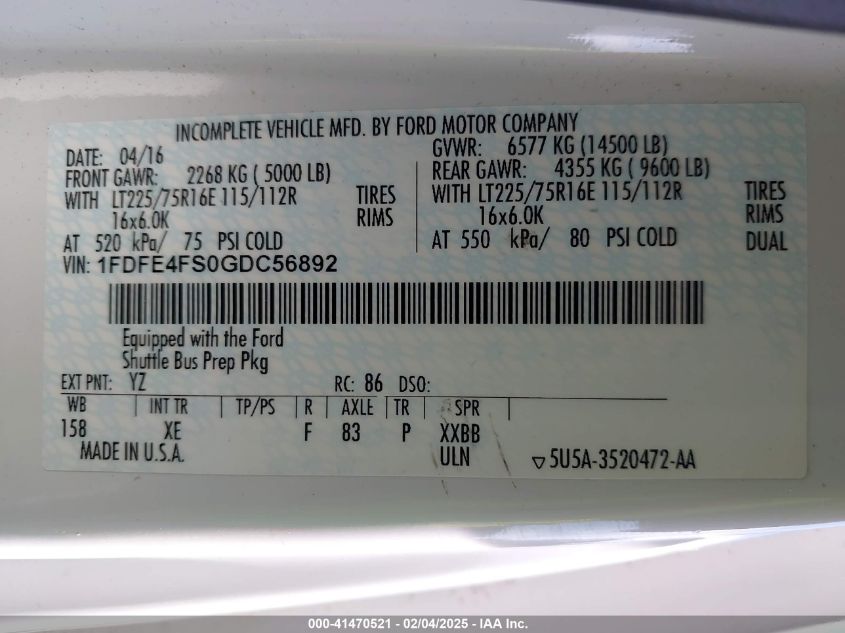 INCOMPLETE VEHICLE MFD. BY FORD MOTOR COMPANY
DATE: 04/16
GVWR: 6577 KG (14500 LB)
FRONT GAWR: 2268 KG ( 5000 LB)
REAR GAWR: 4355 KG ( 9600 LB)
WITH LT225/75R16E 115/112R TIRES
WITH LT225/75R16E 115/112R TIRES
16x6.0K RIMS
16x6.0K RIMS
AT 520 kPa/ 75 PSI COLD
AT 550 kPa/ 80 PSI COLD DUAL
VIN: 1FDFE4FS0GDC56892
Equipped with the Ford
Shuttle Bus Prep Pkg
EXT PNT: YZ RC: 86 DSO:
WB INT TR TP/PS R AXLE TR SPR
158 XE F 83 P XXBB
MADE IN U.S.A. ULN 5U5A-3520472-AA
000-41470521 - 02/04/2025 - IAA Inc.